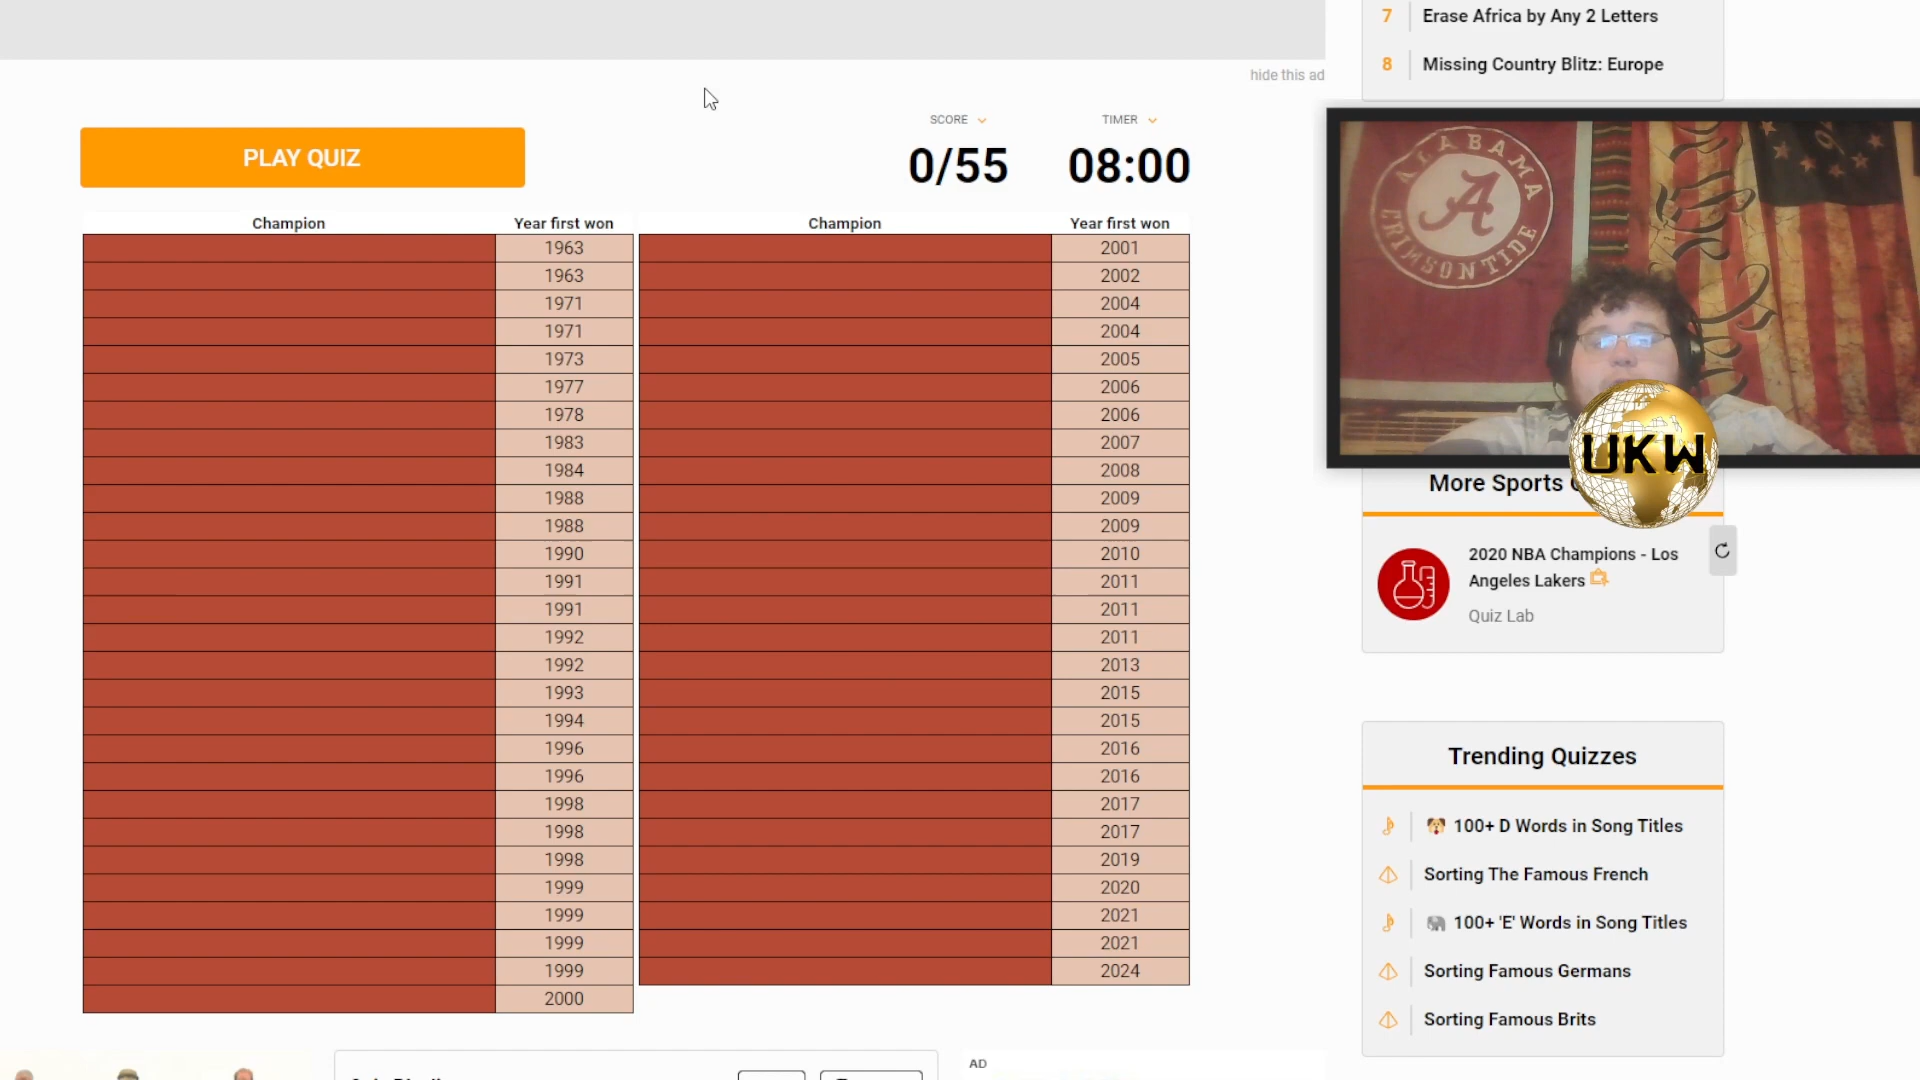 7 Erase Africa by Any 2 Letters
8 Missing Country Blitz: Europe
hide this ad
PLAY QUIZ
SCORE
TIMER
0/55
08:00
Champion Year first won Champion Year first won
1963 2001
1963 2002
1971 2004
1971 2004
1973 2005
1977 2006
1978 2006
1983 2007
1984 2008
1988 2009
1988 2009
1990 2010
1991 2011
1991 2011
1992 2011
1992 2013
1993 2015
1994 2015
1996 2016
1996 2016
1998 2017
1998 2017
1998 2019
1999 2020
1999 2021
1999 2021
1999 2024
2000
ALABAMA
A
CRIMSON TIDE
UKW
More Sports
2020 NBA Champions - Los
Angeles Lakers
Quiz Lab
Trending Quizzes
100+ D Words in Song Titles
Sorting The Famous French
100+ 'E' Words in Song Titles
Sorting Famous Germans
Sorting Famous Brits
AD